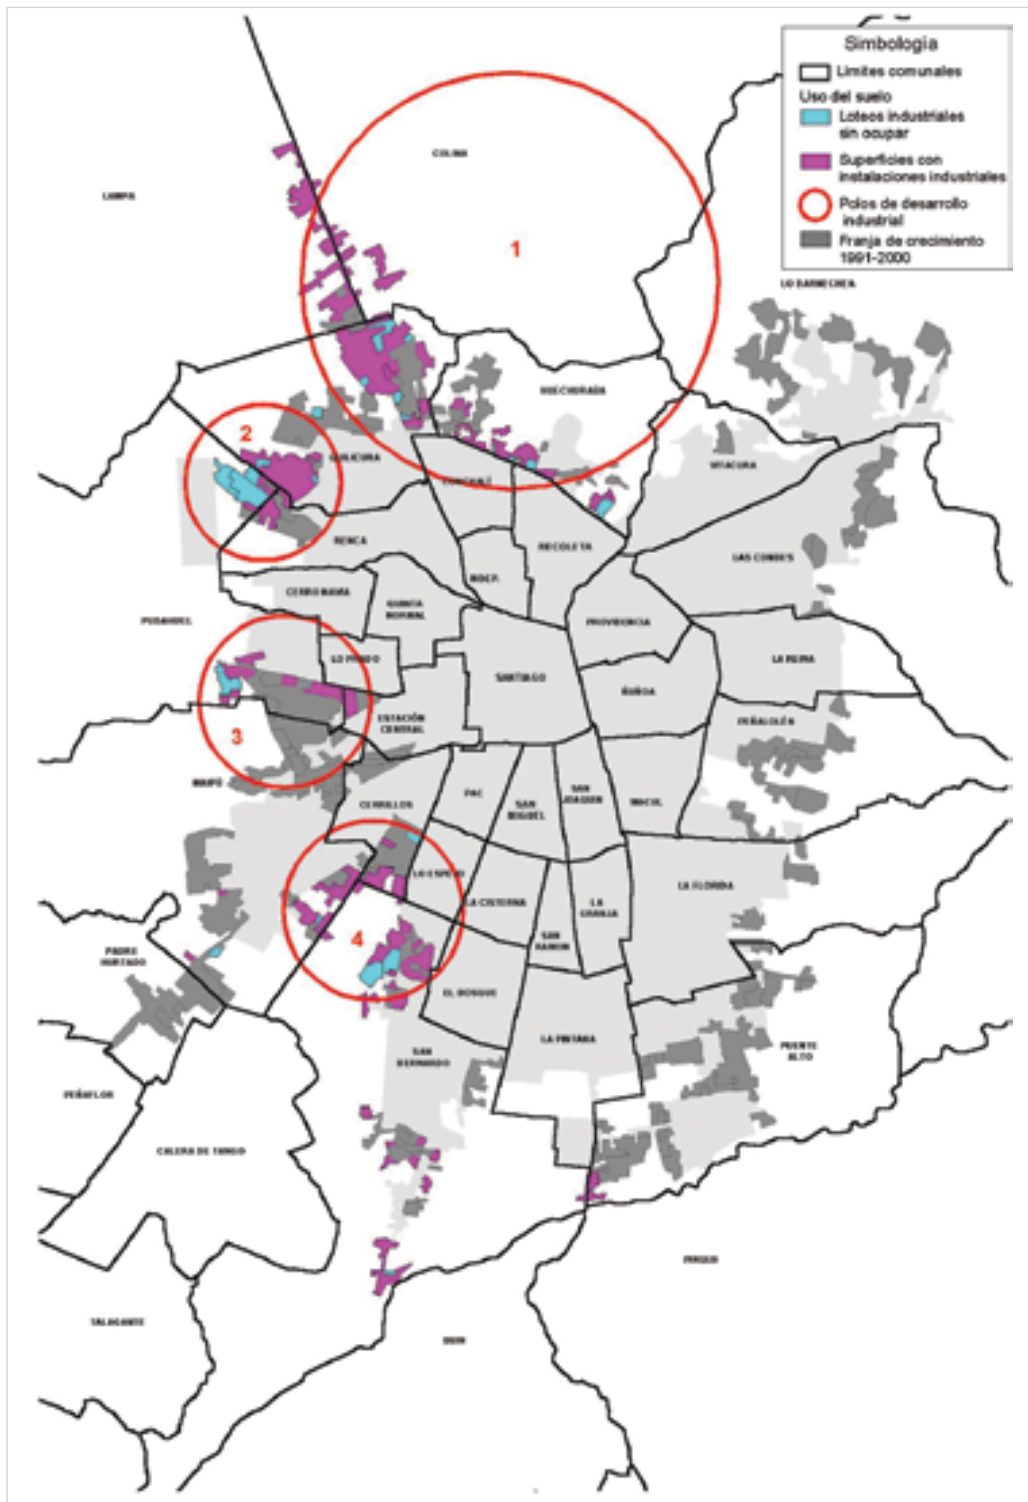 Simbología
Límites comunales
Uso del suelo
Loteos industriales
sin ocupar
Superficies con
instalaciones industriales
Polos de desarrollo
industrial
Franja de crecimiento
1991-2000
COLINA
LAMPA
1
LO BARNECHEA
HUECHURABA
2
QUILICURA
VITACURA
CONCHALÍ
RENCA
RECOLETA
LAS CONDES
INDEP.
CERRO NAVIA
QUINTA
NORMAL
PUDAHUEL
PROVIDENCIA
LO PRADO
LA REINA
SANTIAGO
ÑUÑOA
ESTACIÓN
CENTRAL
PEÑALOLÉN
3
MAIPÚ
CERRILLOS
PAC
SAN
JOAQUIN
SAN
MIGUEL
MACUL
LO ESPEJO
LA FLORIDA
LA CISTERNA
LA
GRANJA
4
SAN
RAMON
PADRE
HURTADO
EL BOSQUE
LA PINTANA
PUENTE
ALTO
SAN
BERNARDO
PEÑAFLOR
CALERA DE TANGO
PIRQUE
TALAGANTE
BUIN